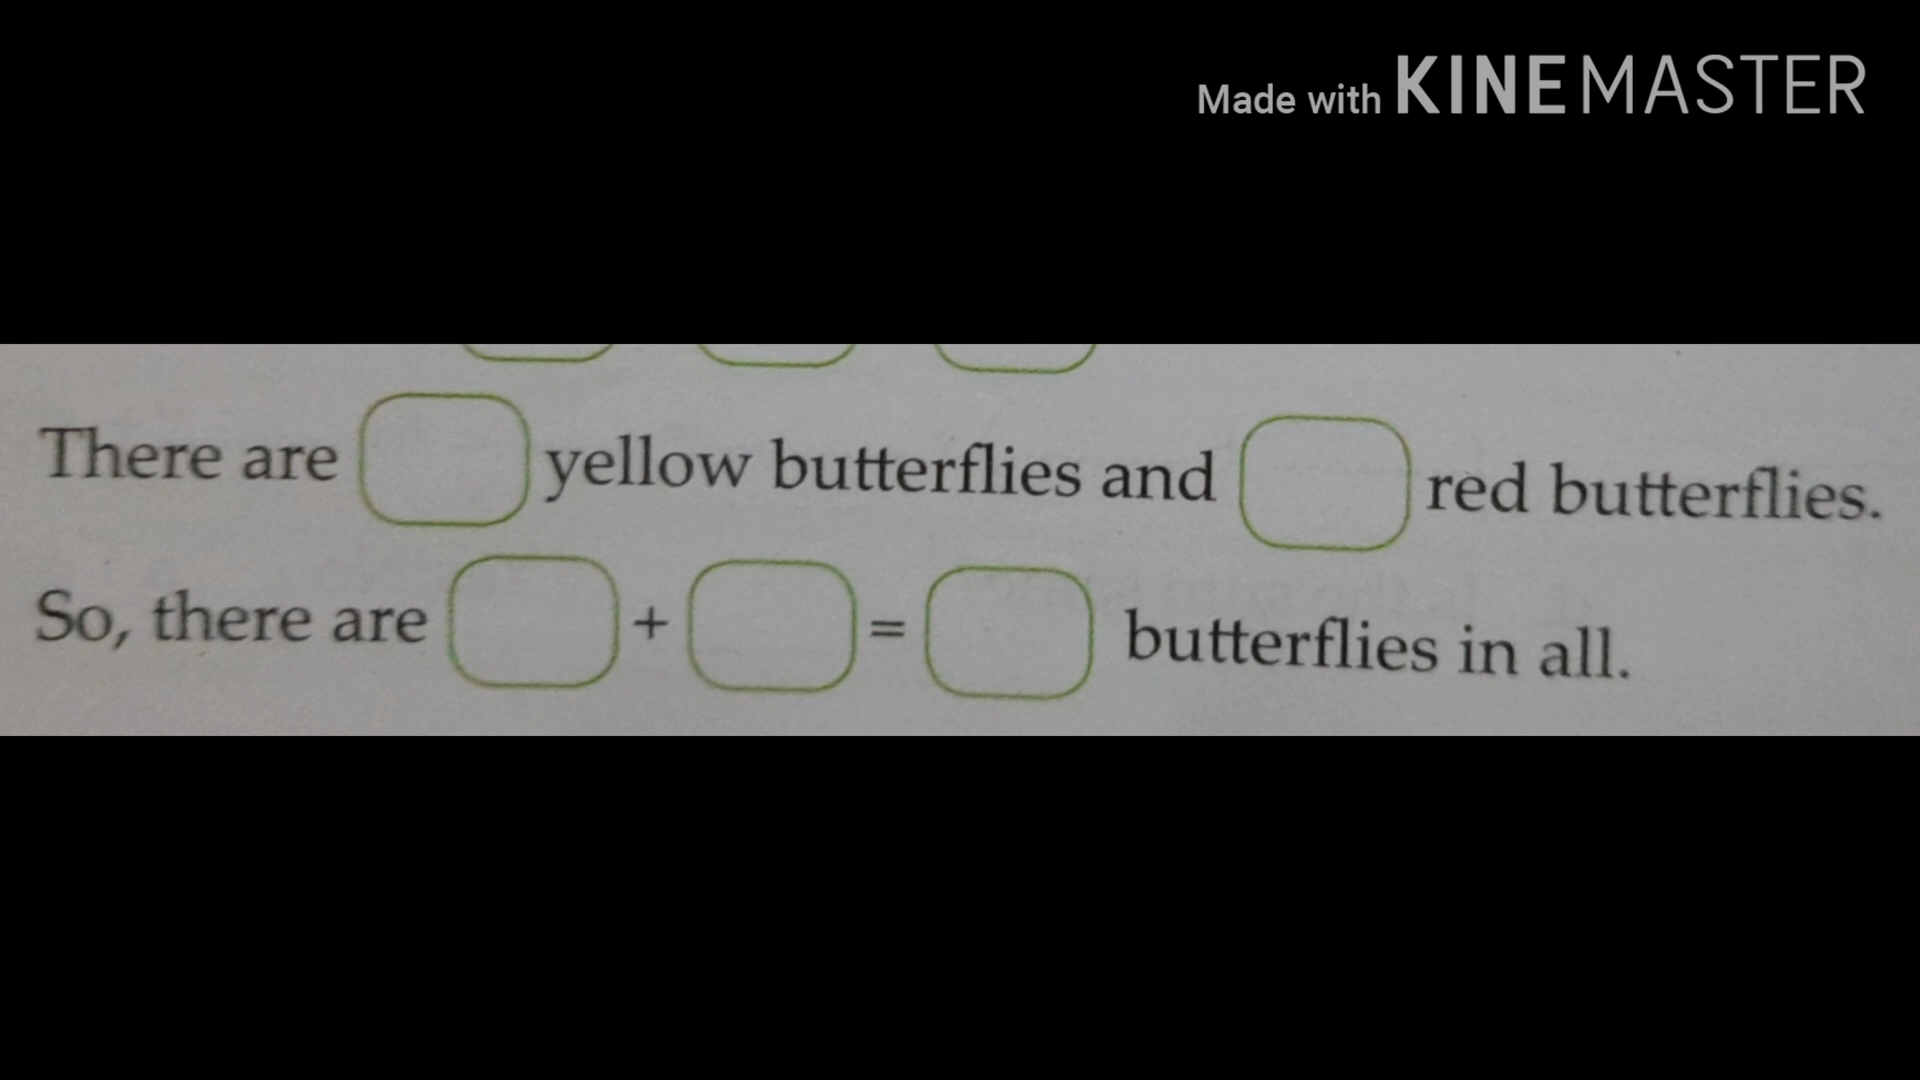 Made with KINEMASTER
There are yellow butterflies and red butterflies.
So, there are + = butterflies in all.